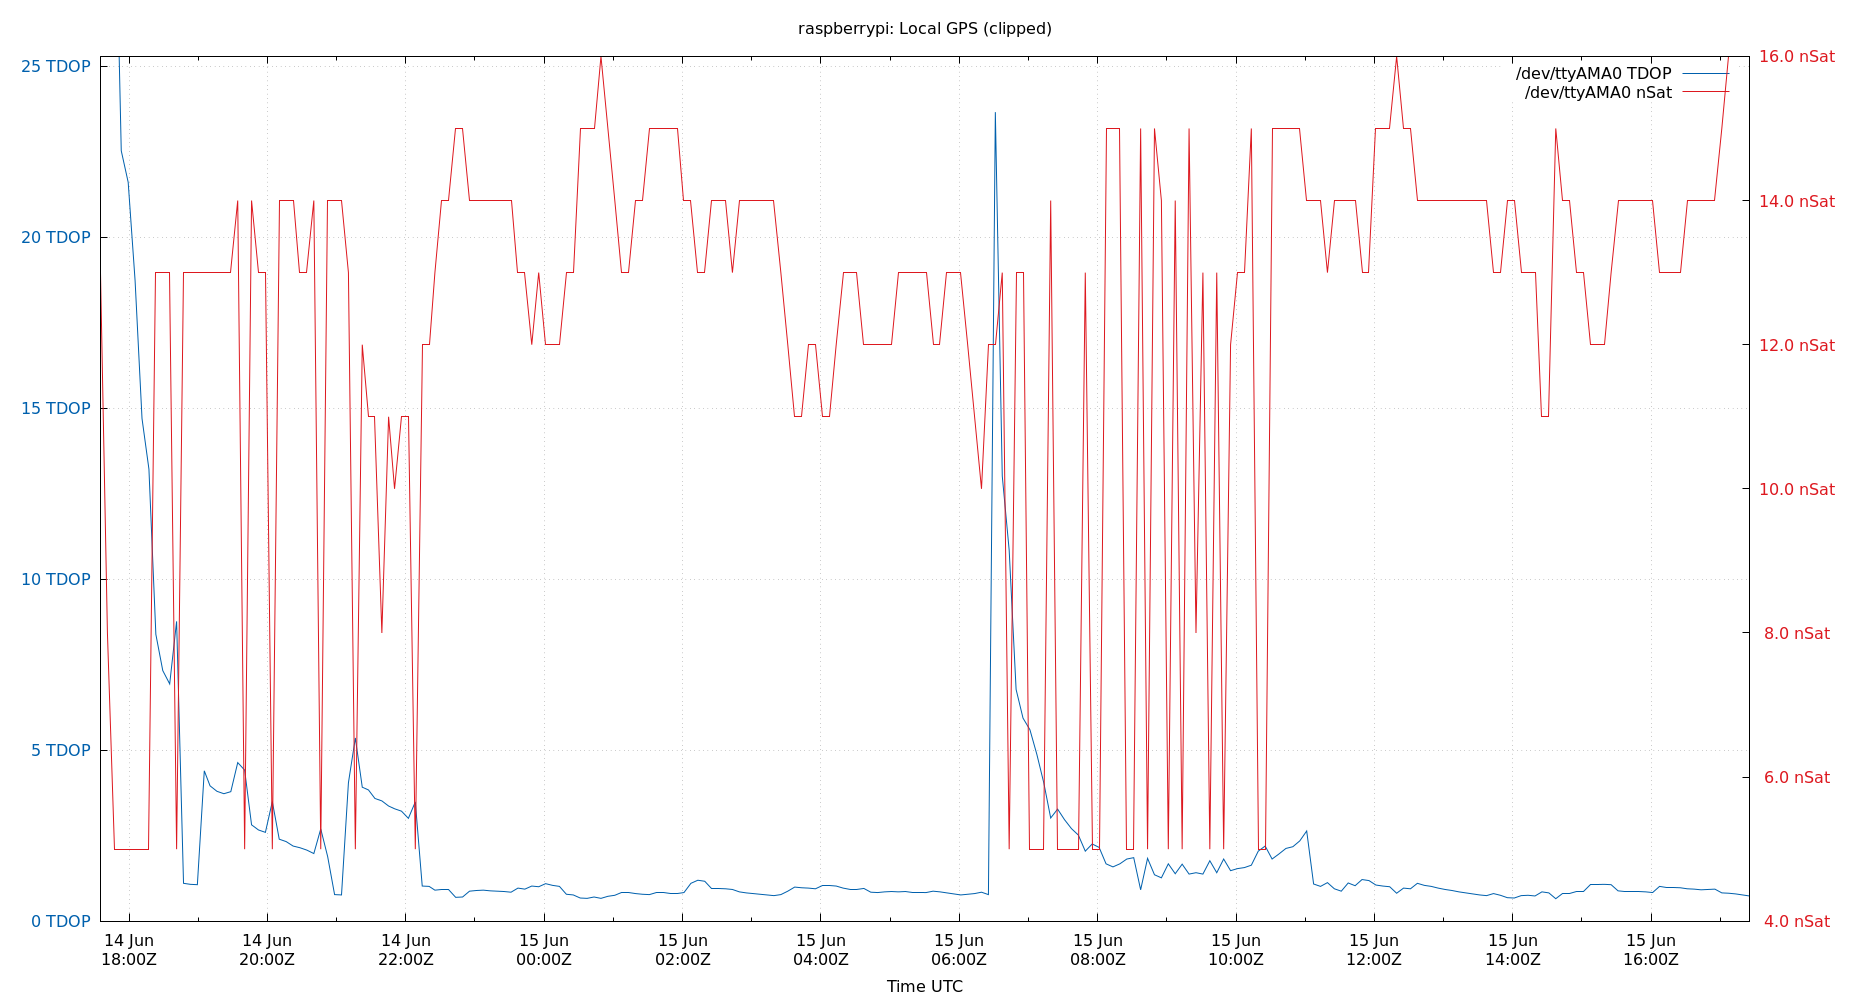 raspberrypi: Local GPS (clipped)
25 TDOP
20 TDOP
15 TDOP
10 TDOP
5 TDOP
0 TDOP
16.0 nSat
14.0 nSat
12.0 nSat
10.0 nSat
8.0 nSat
6.0 nSat
4.0 nSat
/dev/ttyAMA0 TDOP
/dev/ttyAMA0 nSat
14 Jun
18:00Z
14 Jun
20:00Z
14 Jun
22:00Z
15 Jun
00:00Z
15 Jun
02:00Z
15 Jun
04:00Z
15 Jun
06:00Z
15 Jun
08:00Z
15 Jun
10:00Z
15 Jun
12:00Z
15 Jun
14:00Z
15 Jun
16:00Z
Time UTC